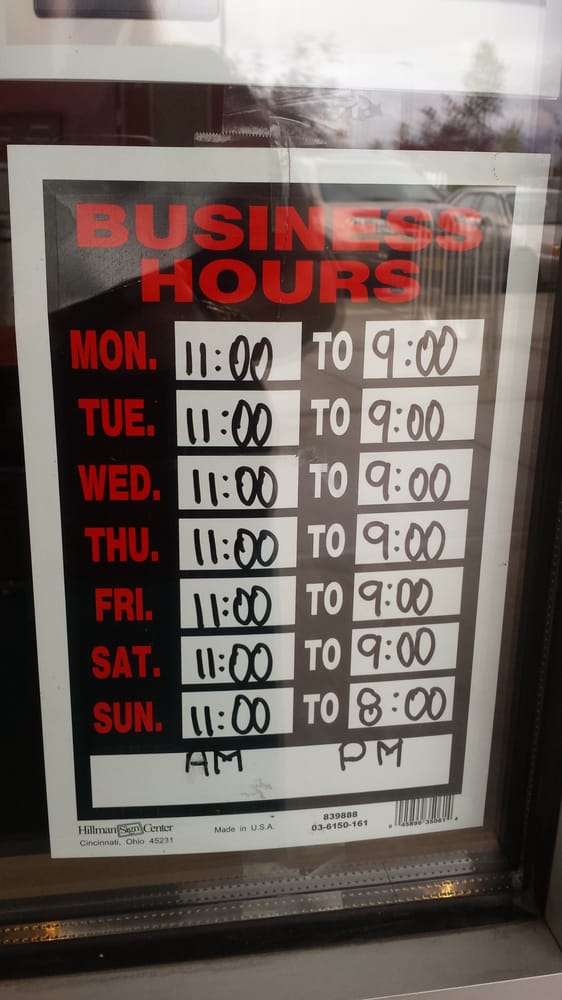 BUSINESS
HOURS
MON. 11:00 TO 9:00
TUE. 11:00 TO 9:00
WED. 11:00 TO 9:00
THU. 11:00 TO 9:00
FRI. 11:00 TO 9:00
SAT. 11:00 TO 9:00
SUN. 11:00 TO 8:00
AM PM
Hillman Sign Center
Cincinnati, Ohio 45231
Made in U.S.A.
839888
03-6150-161